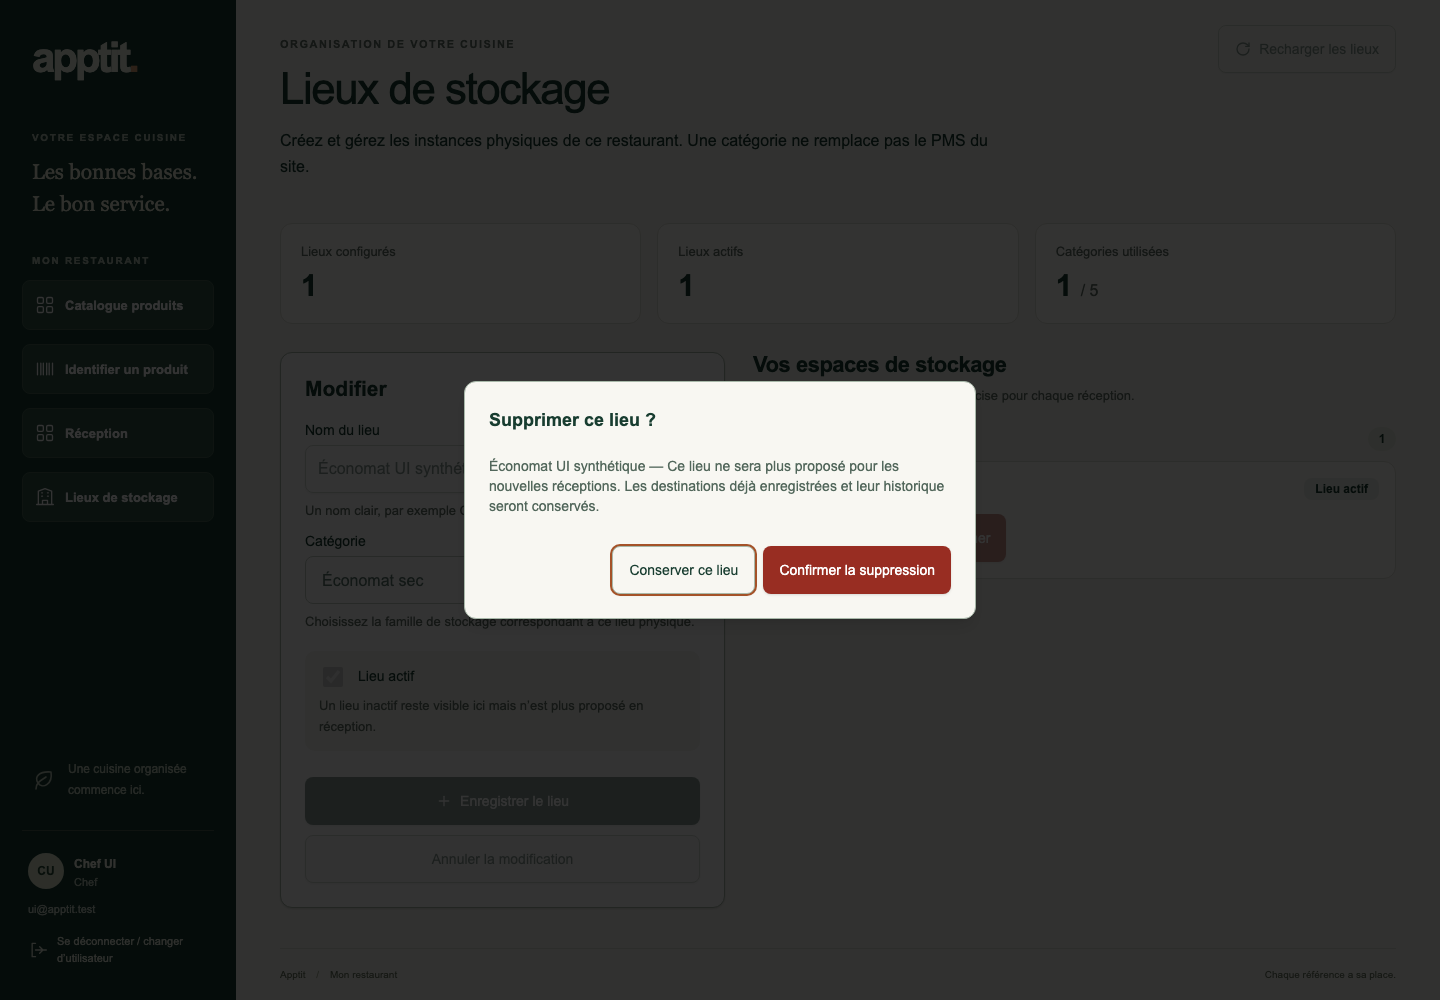 apptit.
VOTRE ESPACE CUISINE
Les bonnes bases.
Le bon service.
MON RESTAURANT
Catalogue produits
Identifier un produit
Réception
Lieux de stockage
Une cuisine organisée
commence ici.
CU
Chef UI
Chef
ui@apptit.test
Se déconnecter / changer
d'utilisateur
ORGANISATION DE VOTRE CUISINE
Recharger les lieux
Lieux de stockage
Créez et gérez les instances physiques de ce restaurant. Une catégorie ne remplace pas le PMS du
site.
Lieux configurés
1
Lieux actifs
1
Catégories utilisées
1 / 5
Modifier
Nom du lieu
Économat UI synthé
Un nom clair, par exemple
Catégorie
Économat sec
Choisissez la famille de stockage correspondant à ce lieu physique.
Lieu actif
Un lieu inactif reste visible ici mais n'est plus proposé en
réception.
Enregistrer le lieu
Annuler la modification
Vos espaces de stockage
cise pour chaque réception.
1
Lieu actif
er
Supprimer ce lieu ?
Économat UI synthétique — Ce lieu ne sera plus proposé pour les
nouvelles réceptions. Les destinations déjà enregistrées et leur historique
seront conservés.
Conserver ce lieu
Confirmer la suppression
Apptit / Mon restaurant
Chaque référence a sa place.